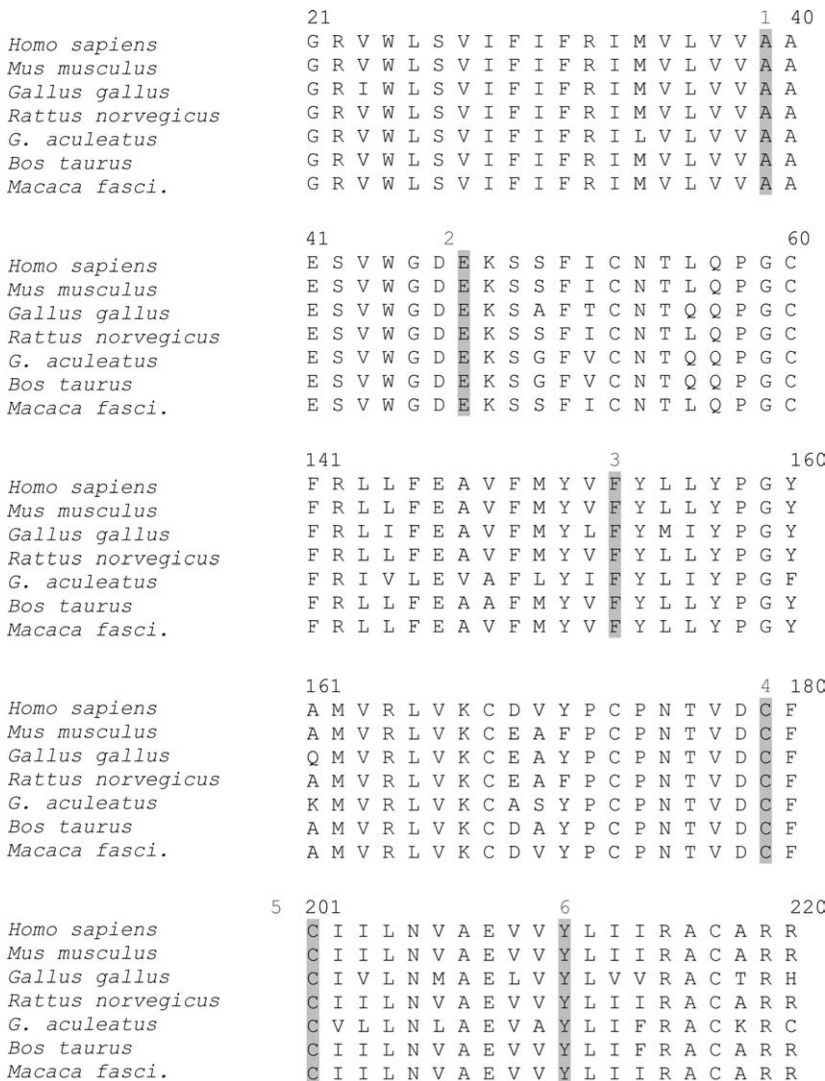 21 1 40
Homo sapiens G R V W L S V I F I F R I M V L V V A A
Mus musculus G R V W L S V I F I F R I M V L V V A A
Gallus gallus G R I W L S V I F I F R I M V L V V A A
Rattus norvegicus G R V W L S V I F I F R I M V L V V A A
G. aculeatus G R V W L S V I F I F R I L V L V V A A
Bos taurus G R V W L S V I F I F R I M V L V V A A
Macaca fasci. G R V W L S V I F I F R I M V L V V A A
41 2 60
Homo sapiens E S V W G D E K S S F I C N T L Q P G C
Mus musculus E S V W G D E K S S F I C N T L Q P G C
Gallus gallus E S V W G D E K S A F T C N T Q Q P G C
Rattus norvegicus E S V W G D E K S S F I C N T L Q P G C
G. aculeatus E S V W G D E K S G F V C N T Q Q P G C
Bos taurus E S V W G D E K S G F V C N T Q Q P G C
Macaca fasci. E S V W G D E K S S F I C N T L Q P G C
141 3 160
Homo sapiens F R L L F E A V F M Y V F Y L L Y P G Y
Mus musculus F R L L F E A V F M Y V F Y L L Y P G Y
Gallus gallus F R L I F E A V F M Y L F Y M I Y P G Y
Rattus norvegicus F R L L F E A V F M Y V F Y L L Y P G Y
G. aculeatus F R I V L E V A F L Y I F Y L I Y P G F
Bos taurus F R L L F E A A F M Y V F Y L L Y P G Y
Macaca fasci. F R L L F E A V F M Y V F Y L L Y P G Y
161 4 180
Homo sapiens A M V R L V K C D V Y P C P N T V D C F
Mus musculus A M V R L V K C E A F P C P N T V D C F
Gallus gallus Q M V R L V K C E A Y P C P N T V D C F
Rattus norvegicus A M V R L V K C E A F P C P N T V D C F
G. aculeatus K M V R L V K C A S Y P C P N T V D C F
Bos taurus A M V R L V K C D A Y P C P N T V D C F
Macaca fasci. A M V R L V K C D V Y P C P N T V D C F
5 201 6 220
Homo sapiens C I I L N V A E V V Y L I I R A C A R R
Mus musculus C I I L N V A E V V Y L I I R A C A R R
Gallus gallus C I V L N M A E L V Y L V V R A C T R H
Rattus norvegicus C I I L N V A E V V Y L I I R A C A R R
G. aculeatus C V L L N L A E V A Y L I F R A C K R C
Bos taurus C I I L N V A E V V Y L I F R A C A R R
Macaca fasci. C I I L N V A E V V Y L I I R A C A R R